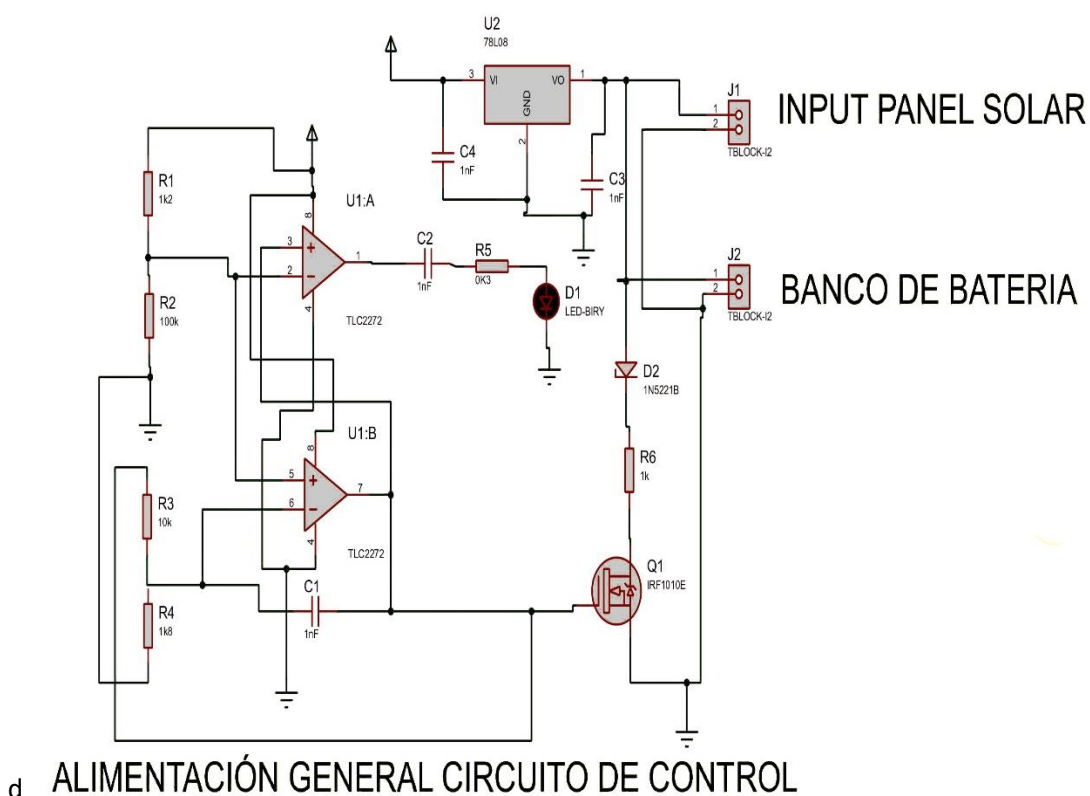 U2
78L08
3 VI VO 1
GND
2
J1
1
2
TBLOCK-I2
INPUT PANEL SOLAR
C4
1nF
C3
1nF
R1
1k2
U1:A
8
3
2
1
4
TLC2272
C2
1nF
R5
0K3
D1
LED-BIRY
J2
1
2
TBLOCK-I2
BANCO DE BATERIA
R2
100k
D2
1N5221B
U1:B
8
5
6
7
4
TLC2272
R6
1k
R3
10k
Q1
IRF1010E
C1
1nF
R4
1k8
d ALIMENTACIÓN GENERAL CIRCUITO DE CONTROL